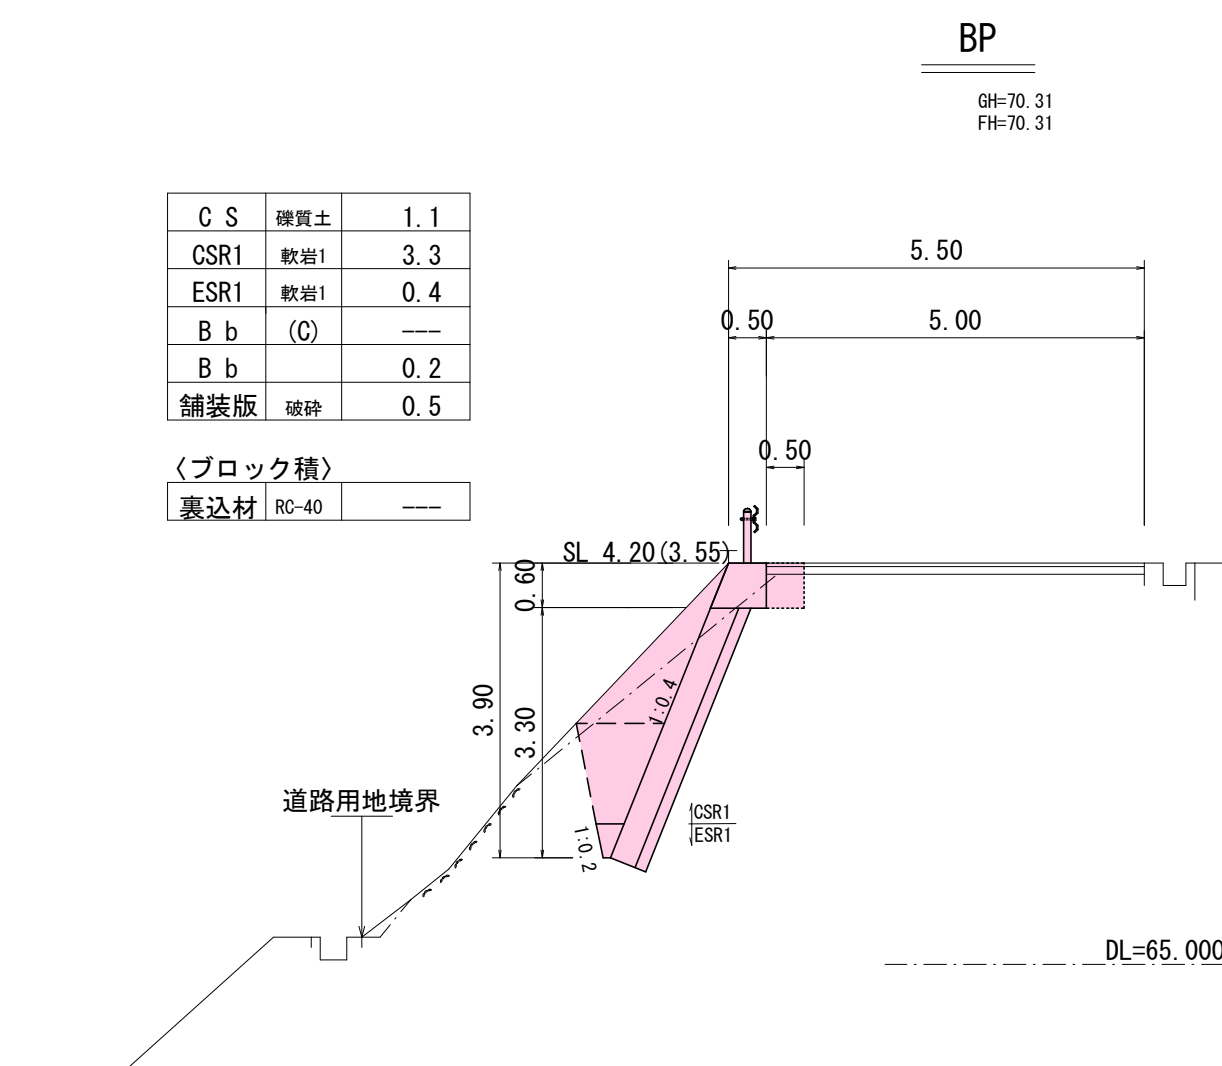 BP
GH=70.31
FH=70.31
C S 礫質土 1.1
CSR1 軟岩1 3.3
ESR1 軟岩1 0.4
B b (C) ---
B b 0.2
舗装版 破砕 0.5
〈ブロック積〉
裏込材 RC-40 ---
5.50
0.50 5.00
0.50
SL 4.20(3.55)
0.60
3.90
3.30
1:0.4
道路用地境界
CSR1
ESR1
1:0.2
DL=65.000